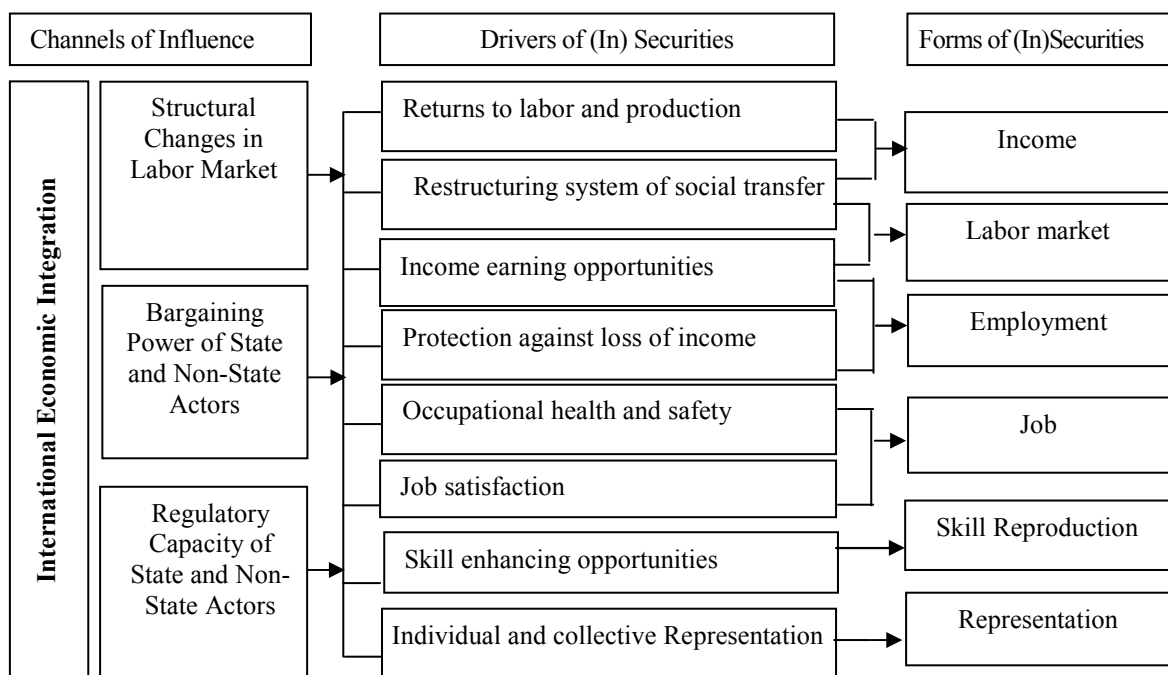 Channels of Influence
Drivers of (In) Securities
Forms of (In)Securities
International Economic Integration
Structural
Changes in
Labor Market
Bargaining
Power of State
and Non-State
Actors
Regulatory
Capacity of
State and Non-
State Actors
Returns to labor and production
Restructuring system of social transfer
Income earning opportunities
Protection against loss of income
Occupational health and safety
Job satisfaction
Skill enhancing opportunities
Individual and collective Representation
Income
Labor market
Employment
Job
Skill Reproduction
Representation